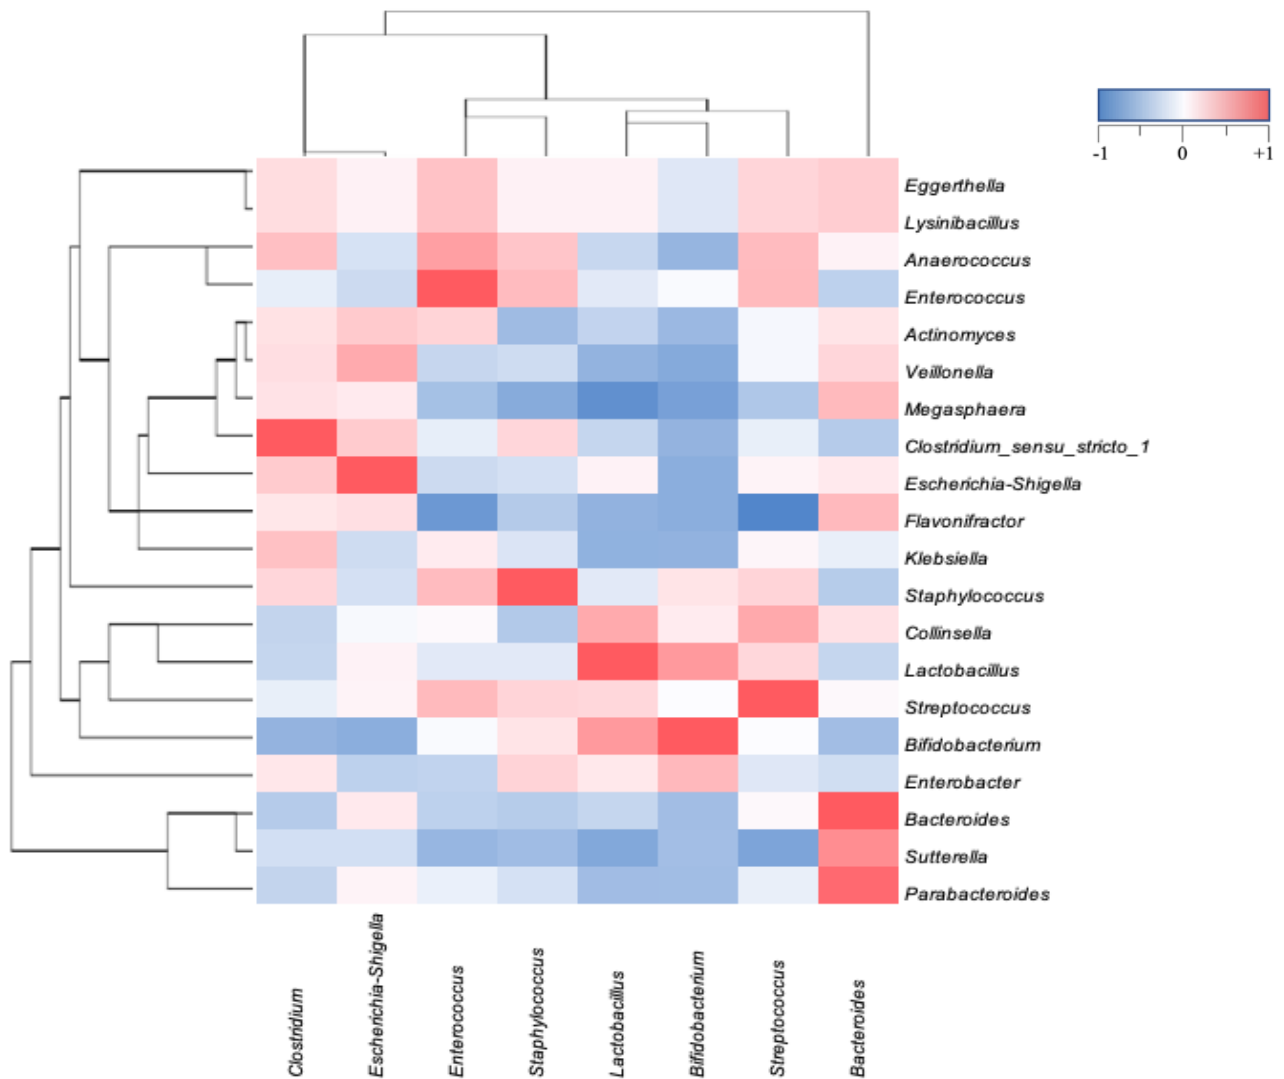 -1 0 +1
Eggerthella
Lysinibacillus
Anaerococcus
Enterococcus
Actinomyces
Veillonella
Megasphaera
Clostridium_sensu_stricto_1
Escherichia-Shigella
Flavonifractor
Klebsiella
Staphylococcus
Collinsella
Lactobacillus
Streptococcus
Bifidobacterium
Enterobacter
Bacteroides
Sutterella
Parabacteroides
Clostridium
Escherichia-Shigella
Enterococcus
Staphylococcus
Lactobacillus
Bifidobacterium
Streptococcus
Bacteroides